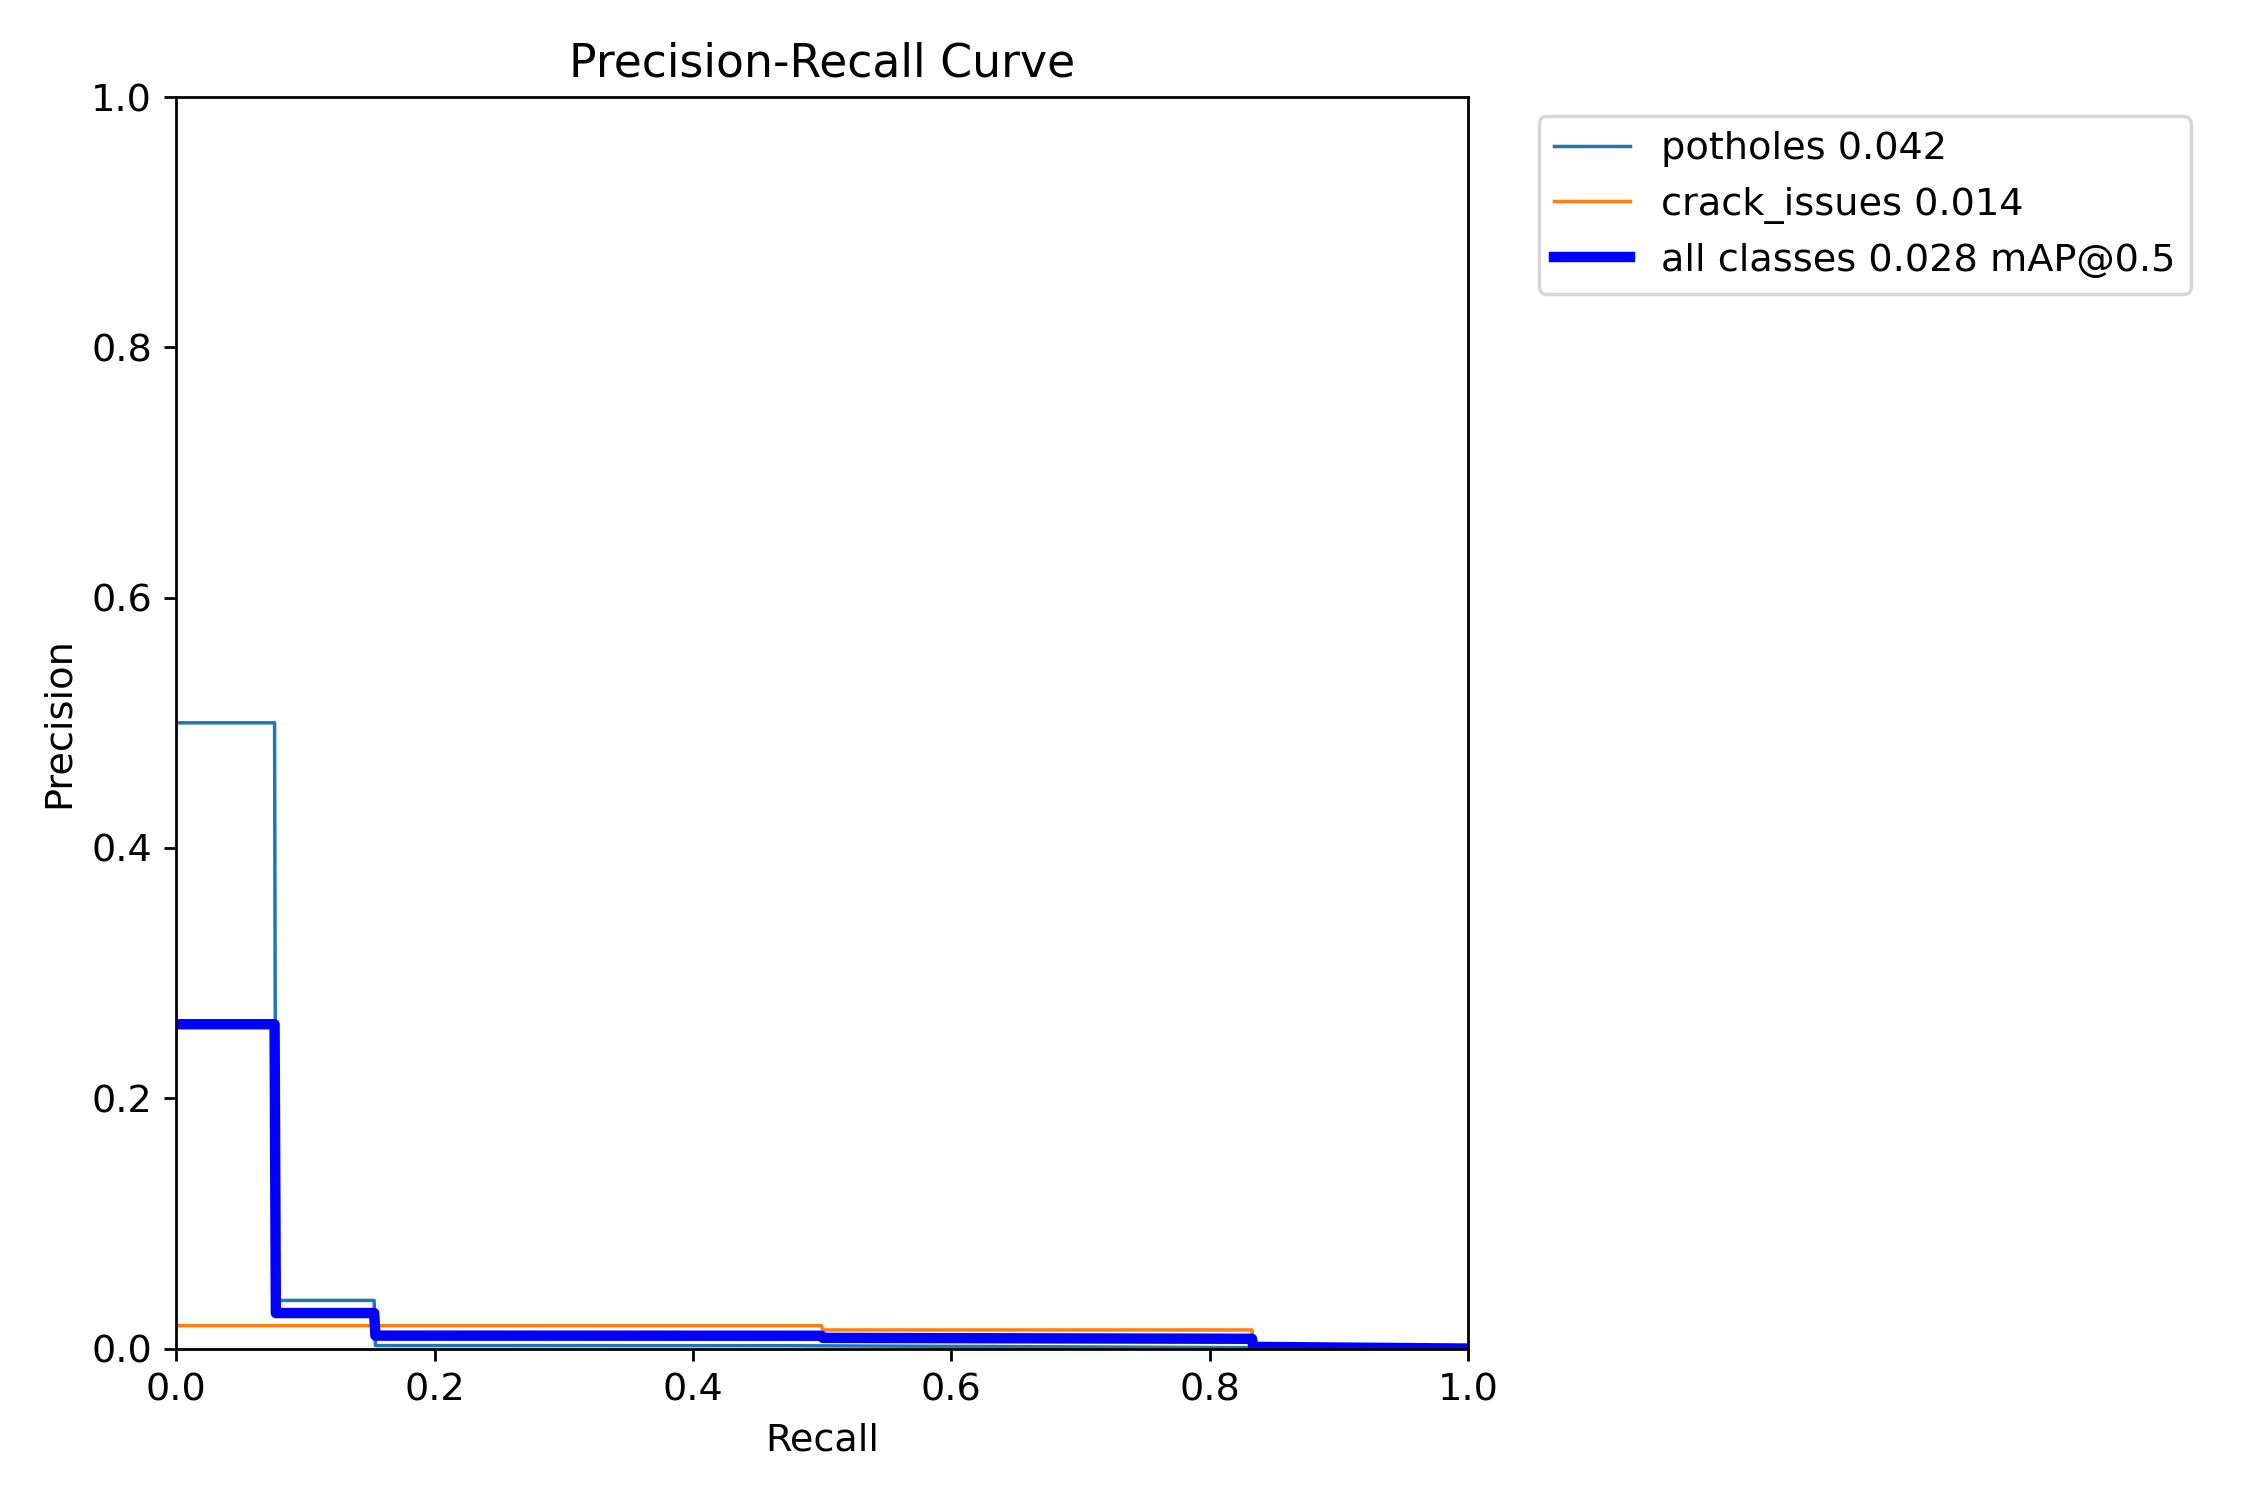 Precision-Recall Curve
1.0
0.8
0.6
0.4
0.2
0.0
Precision
0.0 0.2 0.4 0.6 0.8 1.0
Recall
potholes 0.042
crack_issues 0.014
all classes 0.028 mAP@0.5